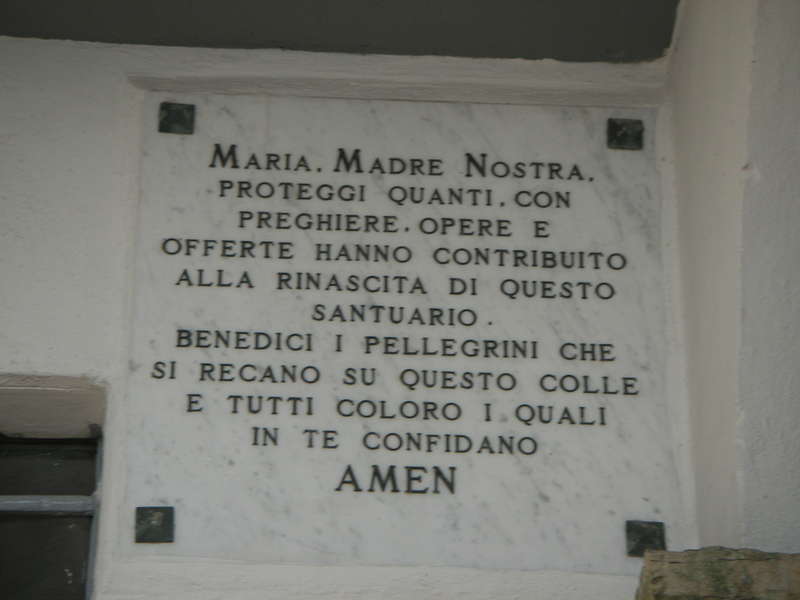 MARIA. MADRE NOSTRA.
PROTEGGI QUANTI. CON
PREGHIERE. OPERE E
OFFERTE HANNO CONTRIBUITO
ALLA RINASCITA DI QUESTO
SANTUARIO.
BENEDICI I PELLEGRINI CHE
SI RECANO SU QUESTO COLLE
E TUTTI COLORO I QUALI
IN TE CONFIDANO
AMEN